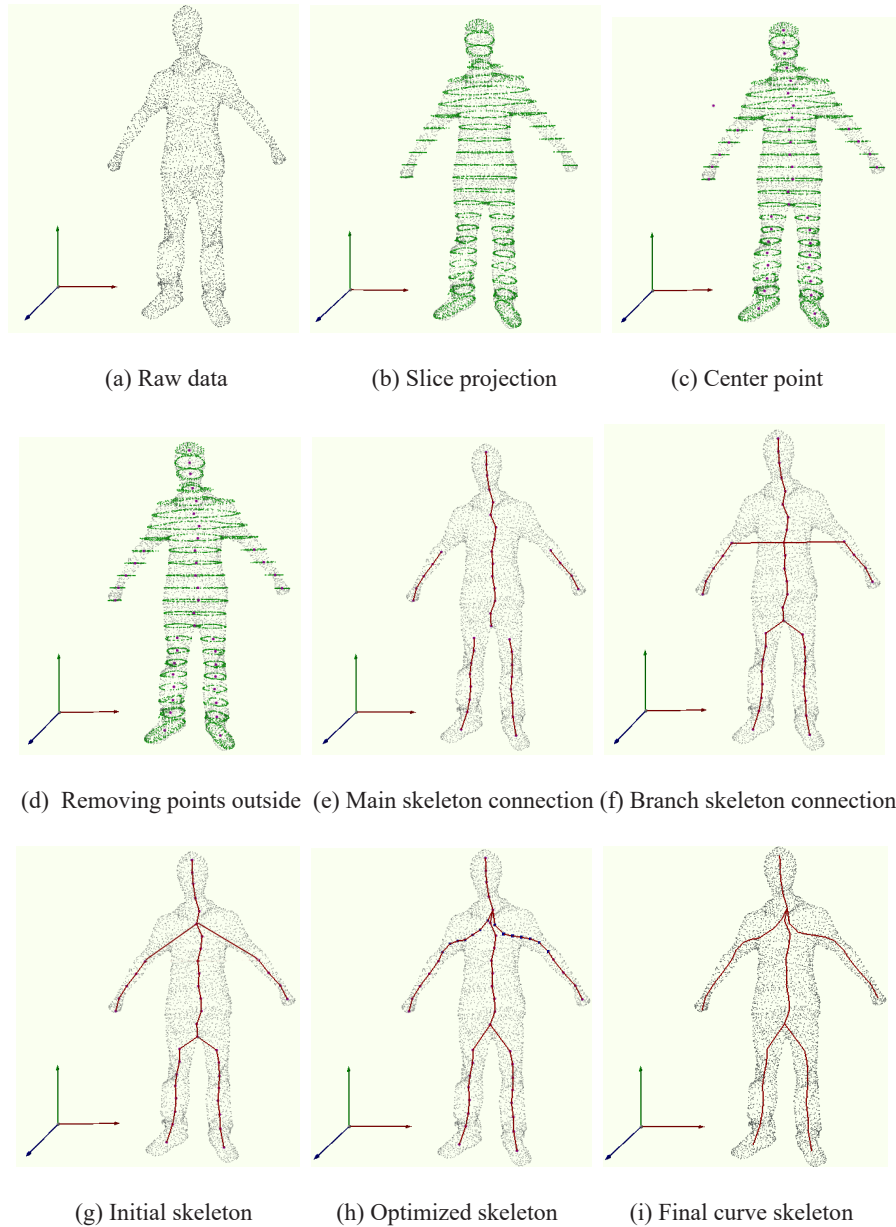 (a) Raw data
(b) Slice projection
(c) Center point
(d) Removing points outside
(e) Main skeleton connection
(f) Branch skeleton connection
(g) Initial skeleton
(h) Optimized skeleton
(i) Final curve skeleton